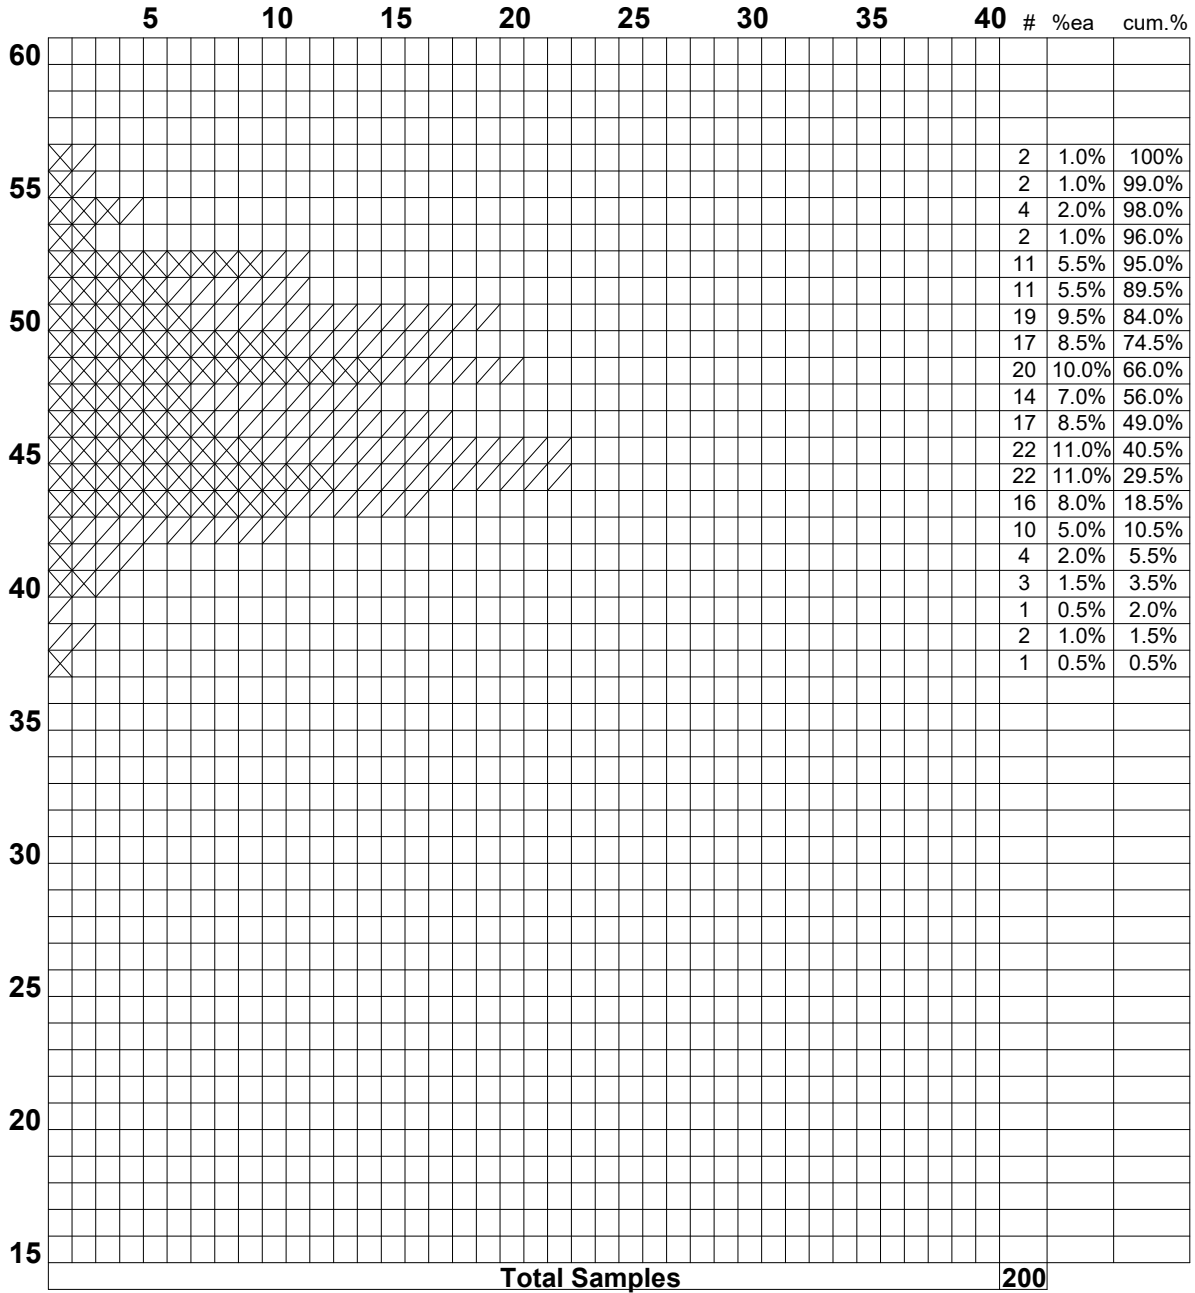 5 10 15 20 25 30 35 40 # %ea cum.%
60
2 1.0% 100%
55 2 1.0% 99.0%
4 2.0% 98.0%
2 1.0% 96.0%
11 5.5% 95.0%
11 5.5% 89.5%
50 19 9.5% 84.0%
17 8.5% 74.5%
20 10.0% 66.0%
14 7.0% 56.0%
17 8.5% 49.0%
45 22 11.0% 40.5%
22 11.0% 29.5%
16 8.0% 18.5%
10 5.0% 10.5%
4 2.0% 5.5%
40 3 1.5% 3.5%
1 0.5% 2.0%
2 1.0% 1.5%
1 0.5% 0.5%
35
30
25
20
15
Total Samples 200